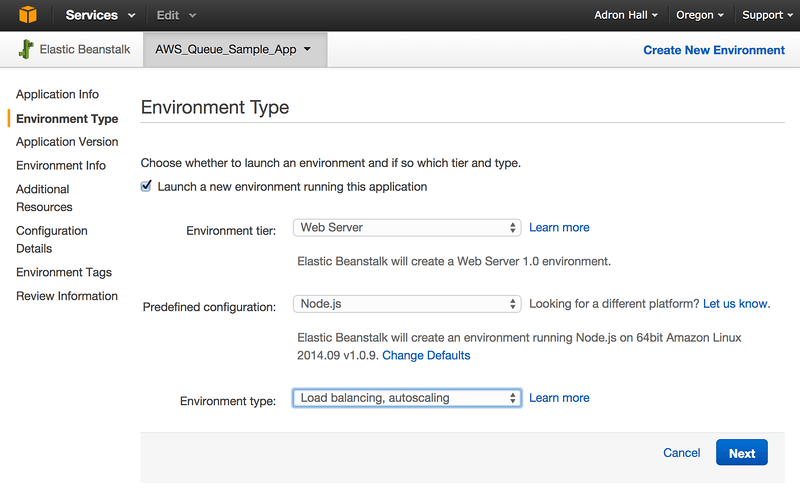 Services Edit Adron Hall Oregon Support
Elastic Beanstalk AWS_Queue_Sample_App Create New Environment
Application Info
Environment Type
Application Version
Environment Info
Additional
Resources
Configuration
Details
Environment Tags
Review Information
Environment Type
Choose whether to launch an environment and if so which tier and type.
Launch a new environment running this application
Environment tier: Web Server Learn more
Elastic Beanstalk will create a Web Server 1.0 environment.
Predefined configuration: Node.js Looking for a different platform? Let us know.
Elastic Beanstalk will create an environment running Node.js on 64bit Amazon Linux
2014.09 v1.0.9. Change Defaults
Environment type: Load balancing, autoscaling Learn more
Cancel Next